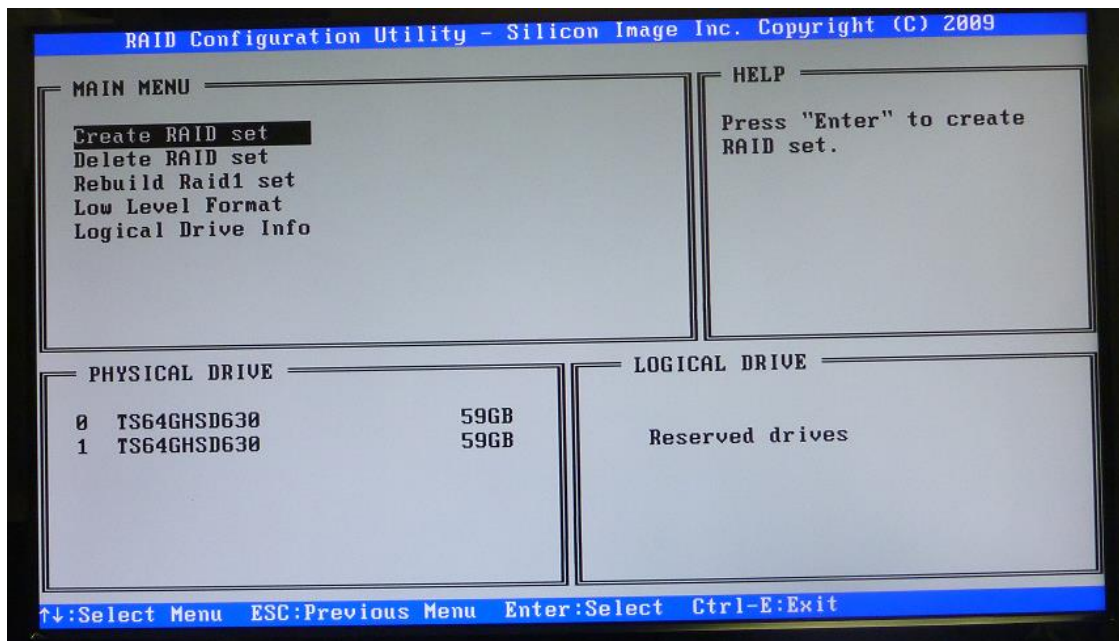 RAID Configuration Utility - Silicon Image Inc. Copyright (C) 2009
MAIN MENU
Create RAID set
Delete RAID set
Rebuild Raid1 set
Low Level Format
Logical Drive Info
HELP
Press "Enter" to create
RAID set.
PHYSICAL DRIVE
0 TS64GHSD630 59GB
1 TS64GHSD630 59GB
LOGICAL DRIVE
Reserved drives
↑↓:Select Menu ESC:Previous Menu Enter:Select Ctrl-E:Exit